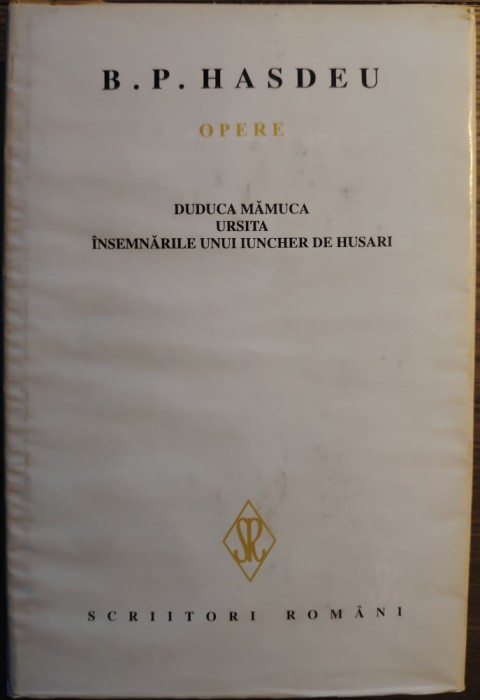 B. P. HASDEU
OPERE
DUDUCA MĂMUCA
URSITA
ÎNSEMNĂRILE UNUI IUNCHER DE HUSARI
SR
SCRIITORI ROMÂNI